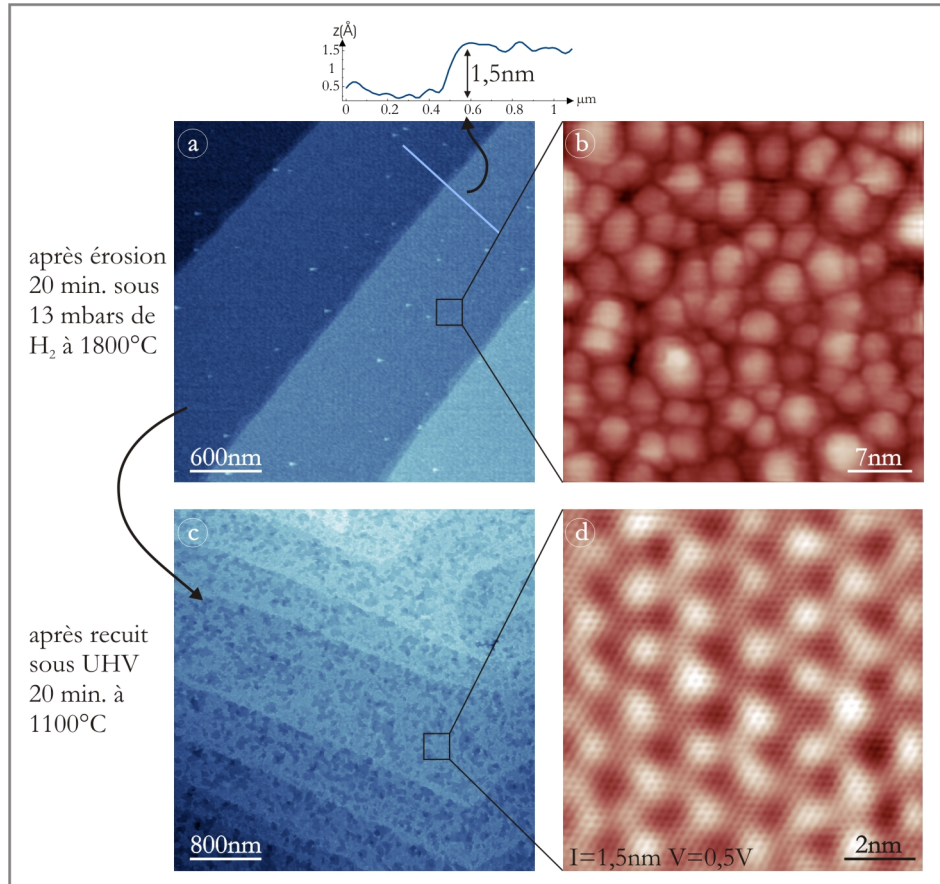 z(Å)
1.5
1
0.5
1,5nm
0 0.2 0.4 0.6 0.8 1 µm
a
b
après érosion
20 min. sous
13 mbars de
H₂ à 1800°C
600nm
7nm
c
d
après recuit
sous UHV
20 min. à
1100°C
800nm
I=1,5nm V=0,5V
2nm